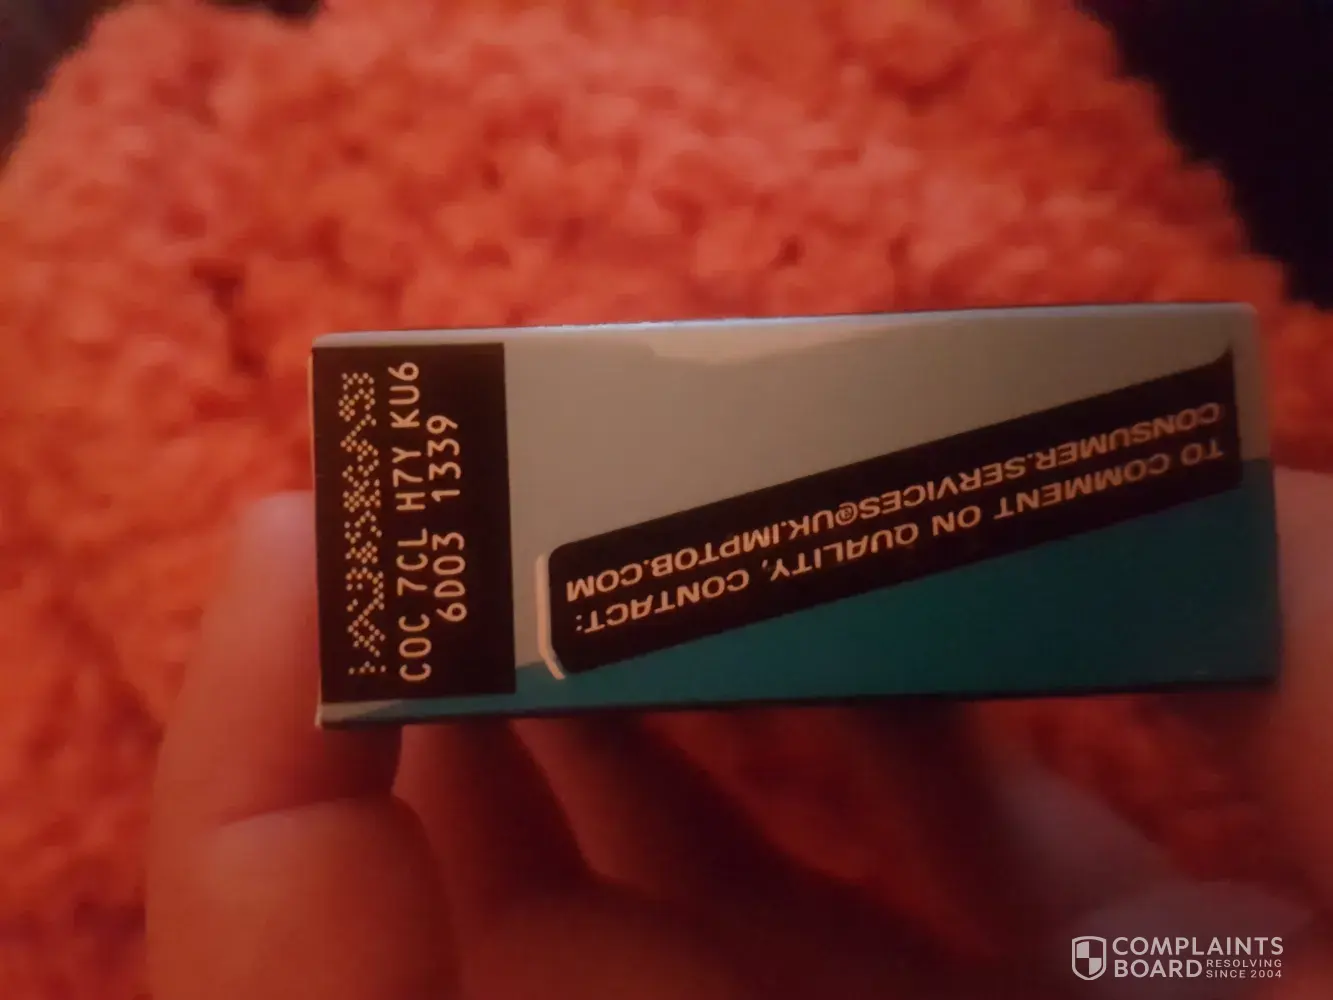 COC 7CL H7Y KU6
6D03 1339
TO COMMENT ON QUALITY, CONTACT:
CONSUMER.SERVICES@UK.IMPTOB.COM
COMPLAINTS
BOARD RESOLVING
SINCE 2004